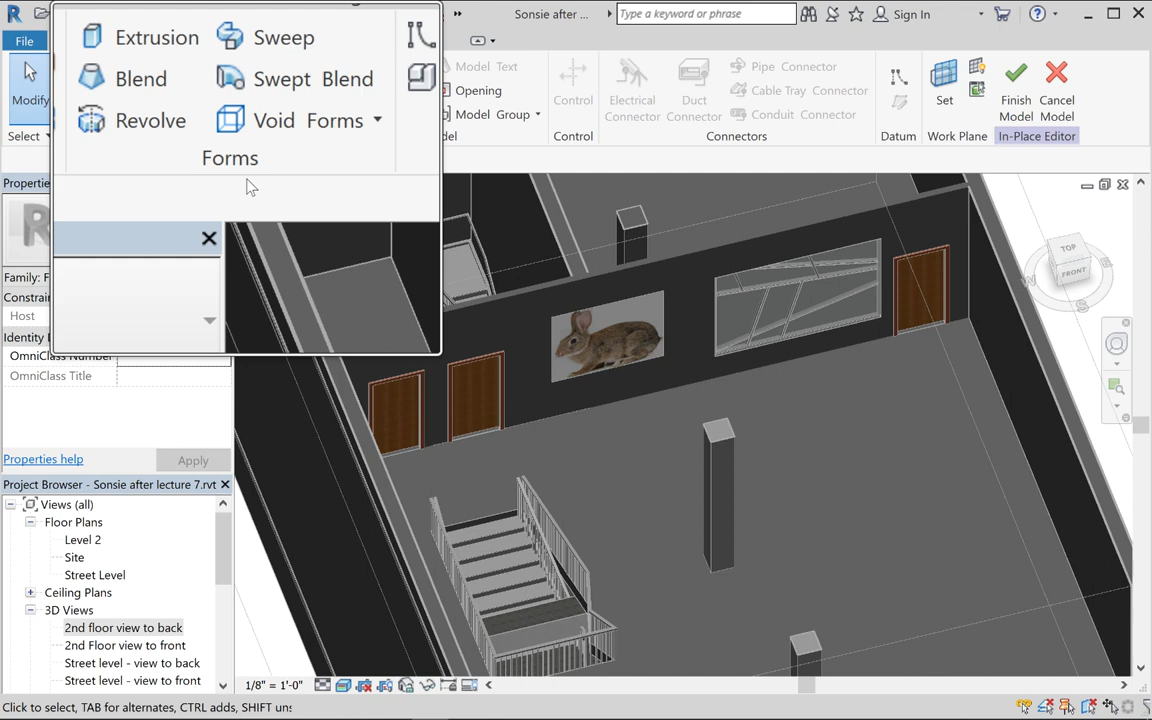 Sonsie after ...
Type a keyword or phrase
Sign In
File
Modify
Select
Extrusion
Sweep
Blend
Swept Blend
Revolve
Void Forms
Forms
Model Text
Opening
Model Group
Control
Control
Electrical
Connector
Duct
Connector
Pipe Connector
Cable Tray Connector
Conduit Connector
Connectors
Datum
Set
Work Plane
Finish
Model
Cancel
Model
In-Place Editor
Properties
Family: F
Constrain
Host
Identity
OmniClass Number
OmniClass Title
Properties help
Apply
Project Browser - Sonsie after lecture 7.rvt
Views (all)
Floor Plans
Level 2
Site
Street Level
Ceiling Plans
3D Views
2nd floor view to back
2nd Floor view to front
Street level - view to back
Street level - view to front
TOP
FRONT
W
E
1/8" = 1'-0"
Click to select, TAB for alternates, CTRL adds, SHIFT uns